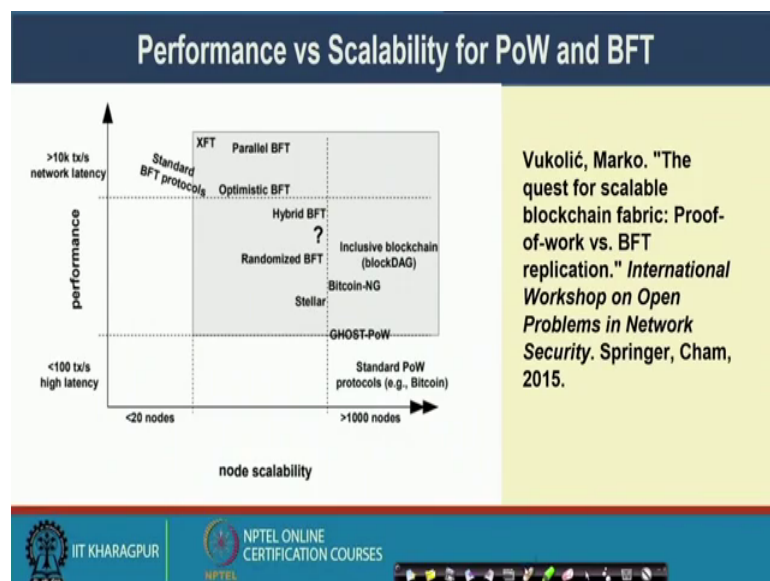 Performance vs Scalability for PoW and BFT
>10k tx/s
network latency
performance
<100 tx/s
high latency
Standard
BFT protocols
XFT
Parallel BFT
Optimistic BFT
Hybrid BFT
?
Randomized BFT
Inclusive blockchain
(blockDAG)
Bitcoin-NG
Stellar
GHOST-PoW
Standard PoW
protocols (e.g., Bitcoin)
<20 nodes
>1000 nodes
node scalability
Vukolić, Marko. "The
quest for scalable
blockchain fabric: Proof-
of-work vs. BFT
replication." International
Workshop on Open
Problems in Network
Security. Springer, Cham,
2015.
IIT KHARAGPUR
NPTEL
NPTEL ONLINE
CERTIFICATION COURSES